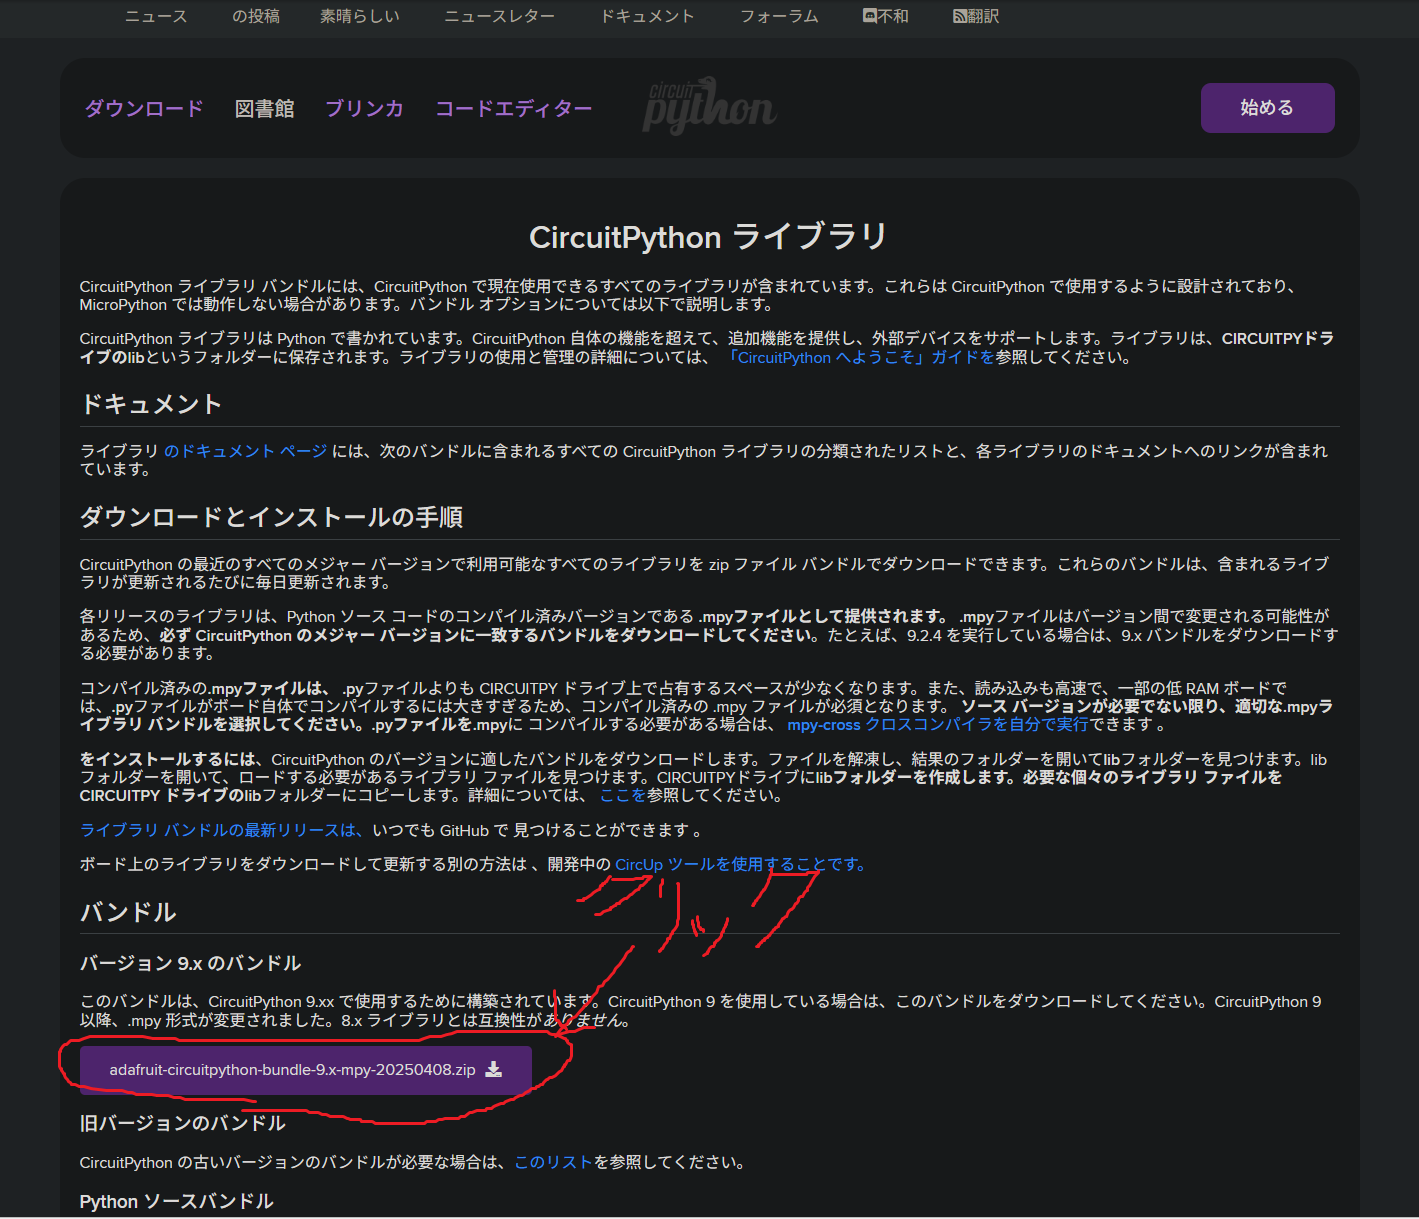 ニュース の投稿 素晴らしい ニュースレター ドキュメント フォーラム 不和 翻訳
ダウンロード 図書館 ブリンカ コードエディター circuit python 始める
CircuitPython ライブラリ
CircuitPython ライブラリ バンドルには、CircuitPython で現在使用できるすべてのライブラリが含まれています。これらは CircuitPython で使用するように設計されており、
MicroPython では動作しない場合があります。バンドル オプションについては以下で説明します。
CircuitPython ライブラリは Python で書かれています。CircuitPython 自体の機能を超えて、追加機能を提供し、外部デバイスをサポートします。ライブラリは、CIRCUITPYドラ
イブのlibというフォルダーに保存されます。ライブラリの使用と管理の詳細については、 「CircuitPython へようこそ」ガイドを参照してください。
ドキュメント
ライブラリ のドキュメント ページ には、次のバンドルに含まれるすべての CircuitPython ライブラリの分類されたリストと、各ライブラリのドキュメントへのリンクが含まれ
ています。
ダウンロードとインストールの手順
CircuitPython の最近のすべてのメジャー バージョンで利用可能なすべてのライブラリを zip ファイル バンドルでダウンロードできます。これらのバンドルは、含まれるライブ
ラリが更新されるたびに毎日更新されます。
各リリースのライブラリは、Python ソース コードのコンパイル済みバージョンである .mpyファイルとして提供されます。 .mpyファイルはバージョン間で変更される可能性が
あるため、必ず CircuitPython のメジャー バージョンに一致するバンドルをダウンロードしてください。たとえば、9.2.4 を実行している場合は、9.x バンドルをダウンロードす
る必要があります。
コンパイル済みの.mpyファイルは、 .pyファイルよりも CIRCUITPY ドライブ上で占有するスペースが少なくなります。また、読み込みも高速で、一部の低 RAM ボードで
は、.pyファイルがボード自体でコンパイルするには大きすぎるため、コンパイル済みの .mpy ファイルが必須となります。 ソース バージョンが必要でない限り、適切な.mpyラ
イブラリ バンドルを選択してください。.pyファイルを.mpyに コンパイルする必要がある場合は、 mpy-cross クロスコンパイラを自分で実行できます 。
をインストールするには、CircuitPython のバージョンに適したバンドルをダウンロードします。ファイルを解凍し、結果のフォルダーを開いてlibフォルダーを見つけます。lib
フォルダーを開いて、ロードする必要があるライブラリ ファイルを見つけます。CIRCUITPYドライブにlibフォルダーを作成します。必要な個々のライブラリ ファイルを
CIRCUITPY ドライブのlibフォルダーにコピーします。詳細については、 ここを参照してください。
ライブラリ バンドルの最新リリースは、いつでも GitHub で 見つけることができます 。
ボード上のライブラリをダウンロードして更新する別の方法は 、開発中の CircUp ツールを使用することです。
クリック
バンドル
バージョン 9.x のバンドル
このバンドルは、CircuitPython 9.xx で使用するために構築されています。CircuitPython 9 を使用している場合は、このバンドルをダウンロードしてください。CircuitPython 9
以降、.mpy 形式が変更されました。8.x ライブラリとは互換性がありません。
adafruit-circuitpython-bundle-9.x-mpy-20250408.zip
旧バージョンのバンドル
CircuitPython の古いバージョンのバンドルが必要な場合は、このリストを参照してください。
Python ソースバンドル